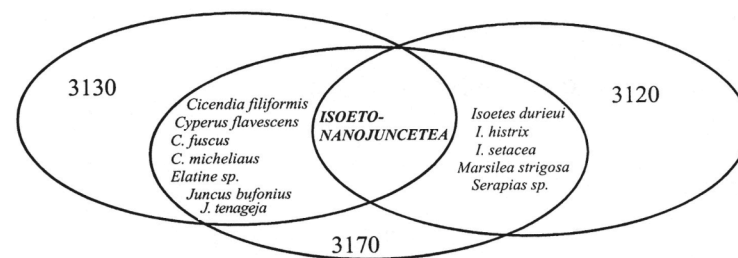 3130
3120
Cicendia filiformis
Cyperus flavescens
C. fuscus
C. micheliaus
Elatine sp.
Juncus bufonius
J. tenageja
ISOETO-
NANOJUNCETEA
Isoetes durieui
I. histrix
I. setacea
Marsilea strigosa
Serapias sp.
3170